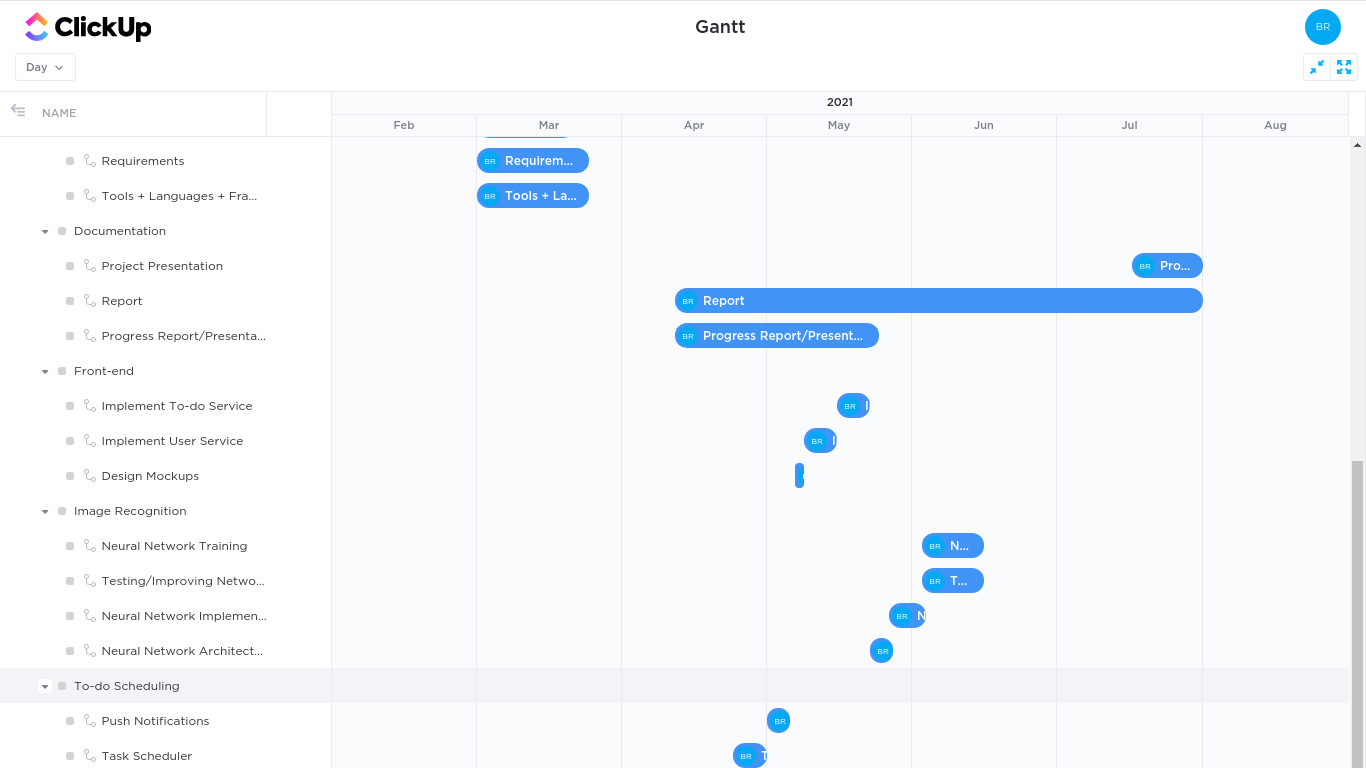 ClickUp
Gantt
BR
Day
NAME
2021
Feb Mar Apr May Jun Jul Aug
Requirements BR Requirem...
Tools + Languages + Fra... BR Tools + La...
Documentation
Project Presentation BR Pro...
Report BR Report
Progress Report/Presenta... BR Progress Report/Present...
Front-end
Implement To-do Service BR I
Implement User Service BR I
Design Mockups
Image Recognition
Neural Network Training BR N...
Testing/Improving Netwo... BR T...
Neural Network Implemen... BR N
Neural Network Architect... BR
To-do Scheduling
Push Notifications BR
Task Scheduler BR T